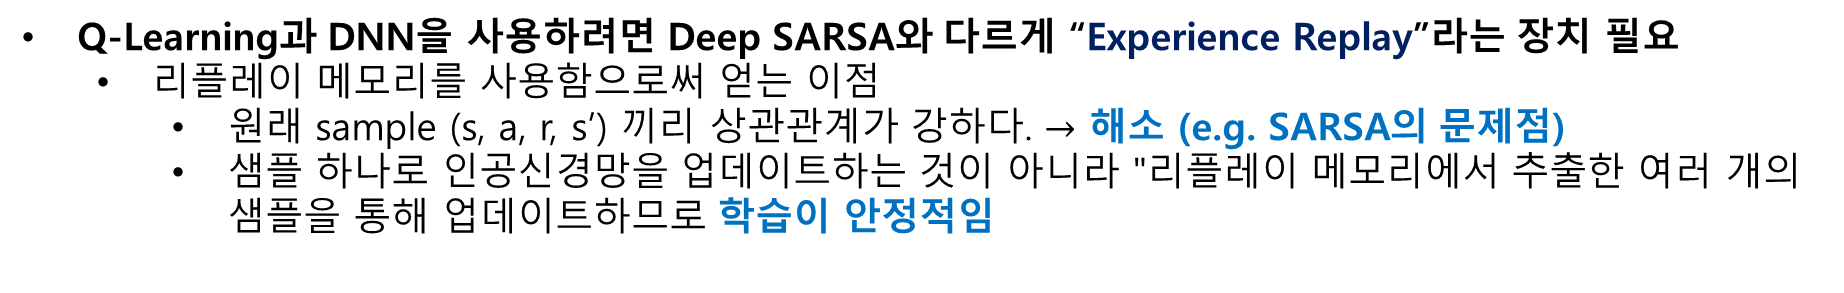 • Q-Learning과 DNN을 사용하려면 Deep SARSA와 다르게 “Experience Replay”라는 장치 필요
• 리플레이 메모리를 사용함으로써 얻는 이점
• 원래 sample (s, a, r, s’) 끼리 상관관계가 강하다. → 해소 (e.g. SARSA의 문제점)
• 샘플 하나로 인공신경망을 업데이트하는 것이 아니라 "리플레이 메모리에서 추출한 여러 개의
샘플을 통해 업데이트하므로 학습이 안정적임